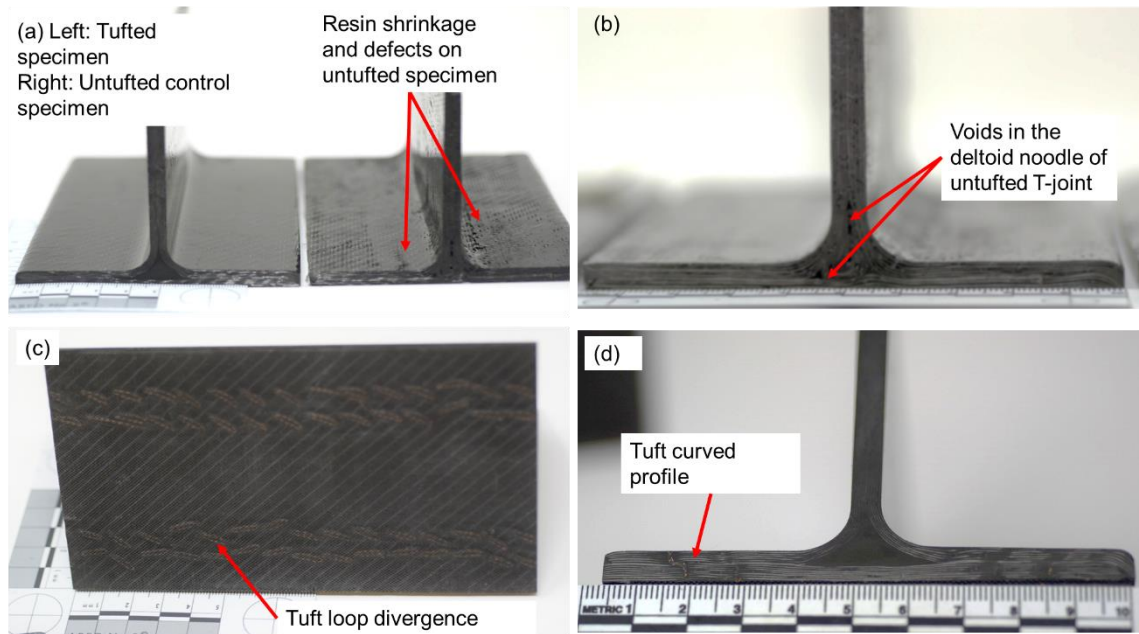 (a) Left: Tufted
specimen
Right: Untufted control
specimen
Resin shrinkage
and defects on
untufted specimen
(b)
Voids in the
deltoid noodle of
untufted T-joint
(c)
Tuft loop divergence
(d)
Tuft curved
profile
METRIC 1 2 3 4 5 6 7 8 9 10